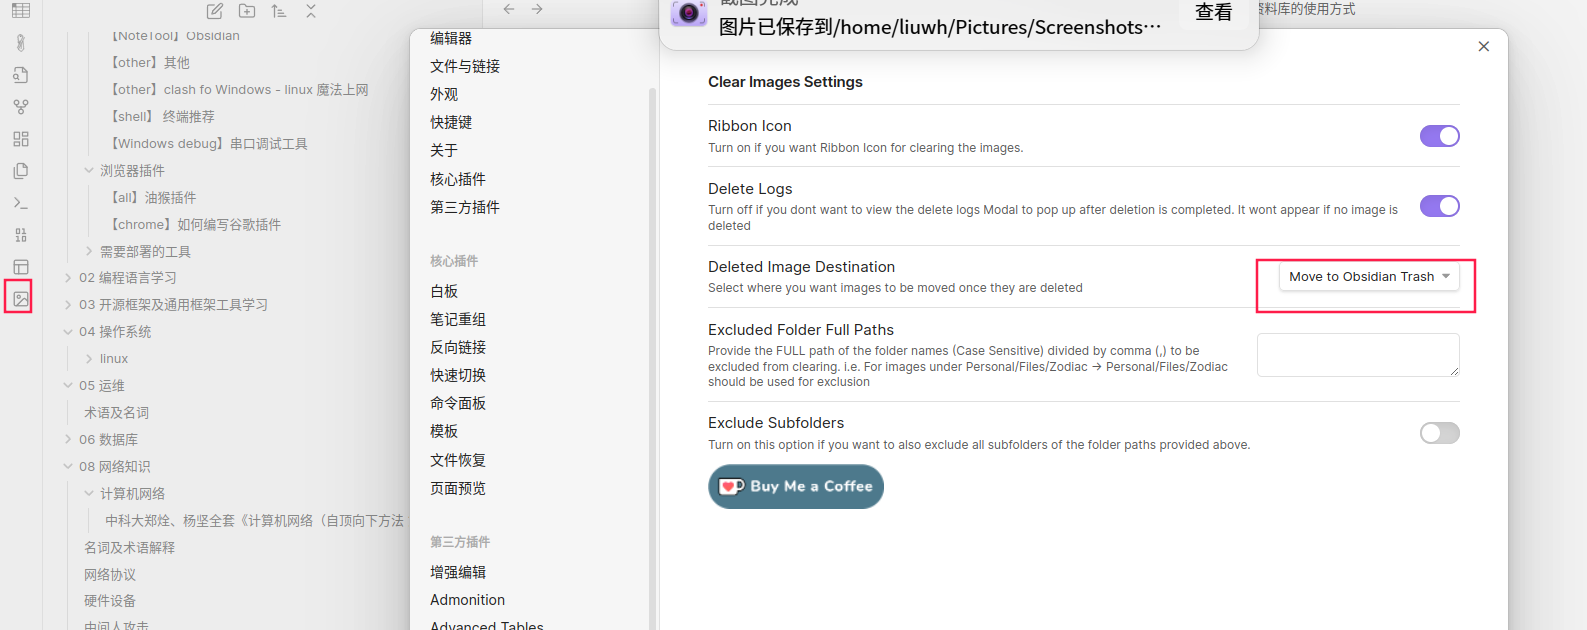 【NoteTool】Obsidian
【other】其他
【other】clash fo Windows - linux 魔法上网
【shell】 终端推荐
【Windows debug】串口调试工具
浏览器插件
【all】油猴插件
【chrome】如何编写谷歌插件
需要部署的工具
02 编程语言学习
03 开源框架及通用框架工具学习
04 操作系统
linux
05 运维
术语及名词
06 数据库
08 网络知识
计算机网络
中科大郑烇、杨坚全套《计算机网络（自顶向下方法
名词及术语解释
网络协议
硬件设备
中间人攻击
编辑器
文件与链接
外观
快捷键
关于
核心插件
第三方插件
核心插件
白板
笔记重组
反向链接
快速切换
命令面板
模板
文件恢复
页面预览
第三方插件
增强编辑
Admonition
Advanced Tables
截图完成
图片已保存到/home/liuwh/Pictures/Screenshots…
查看
资料库的使用方式
Clear Images Settings
Ribbon Icon
Turn on if you want Ribbon Icon for clearing the images.
Delete Logs
Turn off if you dont want to view the delete logs Modal to pop up after deletion is completed. It wont appear if no image is
deleted
Deleted Image Destination
Select where you want images to be moved once they are deleted
Move to Obsidian Trash
Excluded Folder Full Paths
Provide the FULL path of the folder names (Case Sensitive) divided by comma (,) to be
excluded from clearing. i.e. For images under Personal/Files/Zodiac → Personal/Files/Zodiac
should be used for exclusion
Exclude Subfolders
Turn on this option if you want to also exclude all subfolders of the folder paths provided above.
Buy Me a Coffee